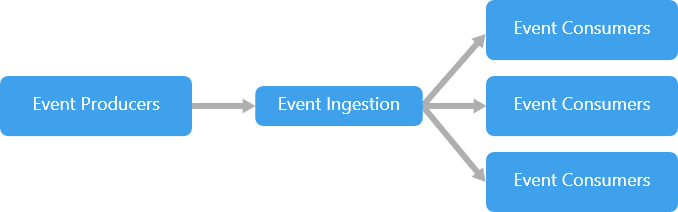 Event Consumers
Event Producers
Event Ingestion
Event Consumers
Event Consumers